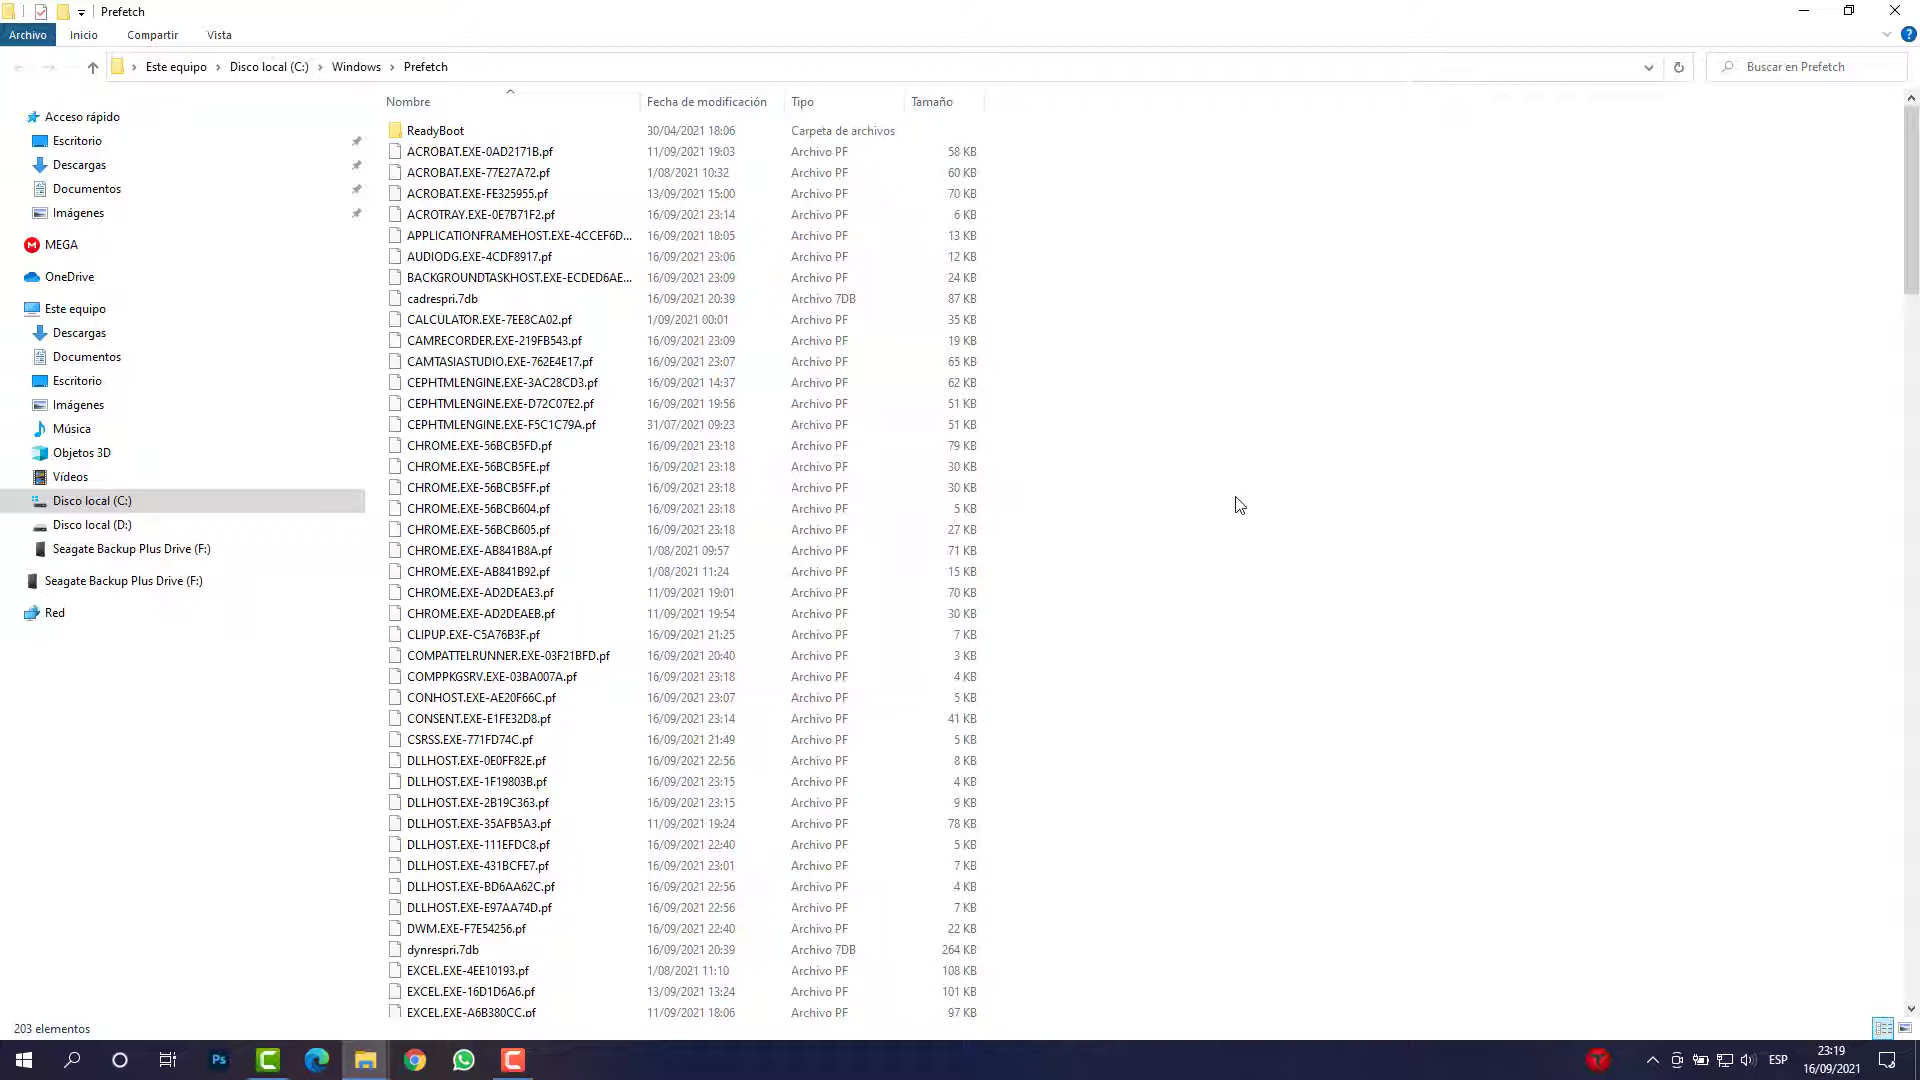 Prefetch
Archivo Inicio Compartir Vista
Este equipo > Disco local (C:) > Windows > Prefetch
Buscar en Prefetch
Acceso rápido
Escritorio
Descargas
Documentos
Imágenes
MEGA
OneDrive
Este equipo
Descargas
Documentos
Escritorio
Imágenes
Música
Objetos 3D
Vídeos
Disco local (C:)
Disco local (D:)
Seagate Backup Plus Drive (F:)
Seagate Backup Plus Drive (F:)
Red
Nombre Fecha de modificación Tipo Tamaño
ReadyBoot 30/04/2021 18:06 Carpeta de archivos
ACROBAT.EXE-0AD2171B.pf 11/09/2021 19:03 Archivo PF 58 KB
ACROBAT.EXE-77E27A72.pf 1/08/2021 10:32 Archivo PF 60 KB
ACROBAT.EXE-FE325955.pf 13/09/2021 15:00 Archivo PF 70 KB
ACROTRAY.EXE-0E7B71F2.pf 16/09/2021 23:14 Archivo PF 6 KB
APPLICATIONFRAMEHOST.EXE-4CCEF6D... 16/09/2021 18:05 Archivo PF 13 KB
AUDIODG.EXE-4CDF8917.pf 16/09/2021 23:06 Archivo PF 12 KB
BACKGROUNDTASKHOST.EXE-ECDED6AE... 16/09/2021 23:09 Archivo PF 24 KB
cadrespri.7db 16/09/2021 20:39 Archivo 7DB 87 KB
CALCULATOR.EXE-7EE8CA02.pf 1/09/2021 00:01 Archivo PF 35 KB
CAMRECORDER.EXE-219FB543.pf 16/09/2021 23:09 Archivo PF 19 KB
CAMTASIASTUDIO.EXE-762E4E17.pf 16/09/2021 23:07 Archivo PF 65 KB
CEPHTMLENGINE.EXE-3AC28CD3.pf 16/09/2021 14:37 Archivo PF 62 KB
CEPHTMLENGINE.EXE-D72C07E2.pf 16/09/2021 19:56 Archivo PF 51 KB
CEPHTMLENGINE.EXE-F5C1C79A.pf 31/07/2021 09:23 Archivo PF 51 KB
CHROME.EXE-56BCB5FD.pf 16/09/2021 23:18 Archivo PF 79 KB
CHROME.EXE-56BCB5FE.pf 16/09/2021 23:18 Archivo PF 30 KB
CHROME.EXE-56BCB5FF.pf 16/09/2021 23:18 Archivo PF 30 KB
CHROME.EXE-56BCB604.pf 16/09/2021 23:18 Archivo PF 5 KB
CHROME.EXE-56BCB605.pf 16/09/2021 23:18 Archivo PF 27 KB
CHROME.EXE-AB841B8A.pf 1/08/2021 09:57 Archivo PF 71 KB
CHROME.EXE-AB841B92.pf 1/08/2021 11:24 Archivo PF 15 KB
CHROME.EXE-AD2DEAE3.pf 11/09/2021 19:01 Archivo PF 70 KB
CHROME.EXE-AD2DEAEB.pf 11/09/2021 19:54 Archivo PF 30 KB
CLIPUP.EXE-C5A76B3F.pf 16/09/2021 21:25 Archivo PF 7 KB
COMPATTELRUNNER.EXE-03F21BFD.pf 16/09/2021 20:40 Archivo PF 3 KB
COMPPKGSRV.EXE-03BA007A.pf 16/09/2021 23:18 Archivo PF 4 KB
CONHOST.EXE-AE20F66C.pf 16/09/2021 23:07 Archivo PF 5 KB
CONSENT.EXE-E1FE32D8.pf 16/09/2021 23:14 Archivo PF 41 KB
CSRSS.EXE-771FD74C.pf 16/09/2021 21:49 Archivo PF 5 KB
DLLHOST.EXE-0E0FF82E.pf 16/09/2021 22:56 Archivo PF 8 KB
DLLHOST.EXE-1F19803B.pf 16/09/2021 23:15 Archivo PF 4 KB
DLLHOST.EXE-2B19C363.pf 16/09/2021 23:15 Archivo PF 9 KB
DLLHOST.EXE-35AFB5A3.pf 11/09/2021 19:24 Archivo PF 78 KB
DLLHOST.EXE-111EFDC8.pf 16/09/2021 22:40 Archivo PF 5 KB
DLLHOST.EXE-431BCFE7.pf 16/09/2021 23:01 Archivo PF 7 KB
DLLHOST.EXE-BD6AA62C.pf 16/09/2021 22:56 Archivo PF 4 KB
DLLHOST.EXE-E97AA74D.pf 16/09/2021 22:56 Archivo PF 7 KB
DWM.EXE-F7E54256.pf 16/09/2021 22:40 Archivo PF 22 KB
dynrespri.7db 16/09/2021 20:39 Archivo 7DB 264 KB
EXCEL.EXE-4EE10193.pf 1/08/2021 11:10 Archivo PF 108 KB
EXCEL.EXE-16D1D6A6.pf 13/09/2021 13:24 Archivo PF 101 KB
EXCEL.EXE-A6B380CC.pf 11/09/2021 18:06 Archivo PF 97 KB
203 elementos
Ps
ESP
23:19
16/09/2021